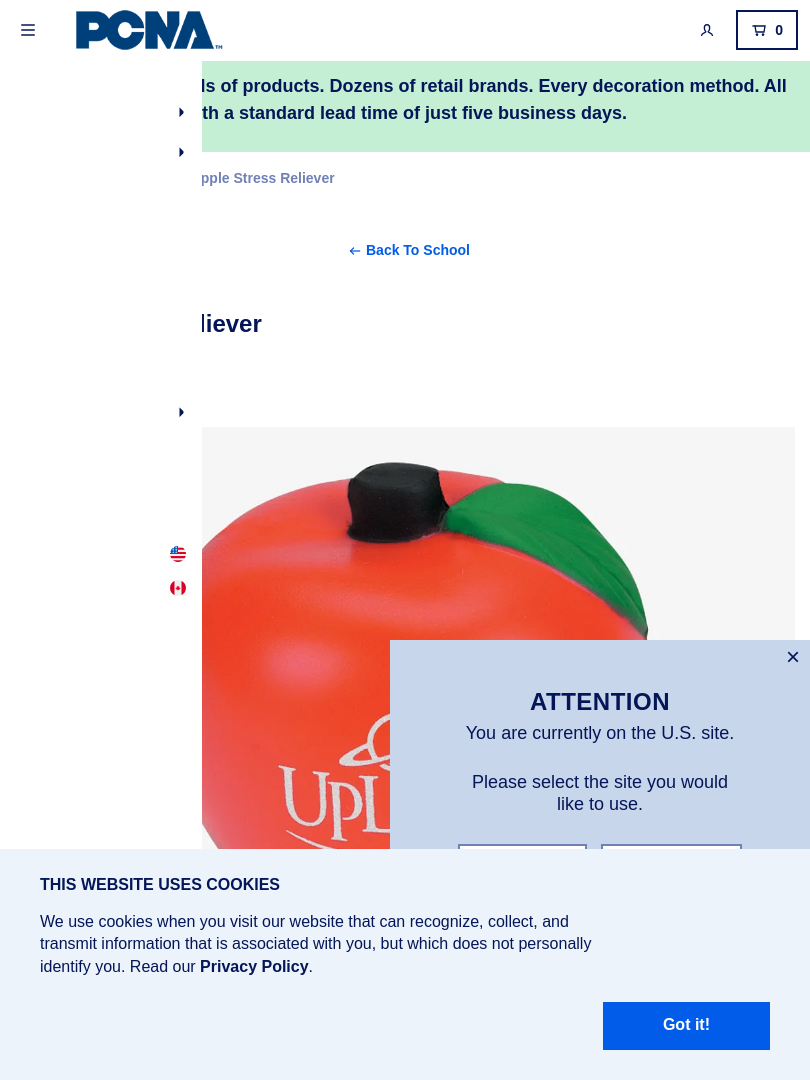 PCNA™
0
ls of products. Dozens of retail brands. Every decoration method. All
th a standard lead time of just five business days.
pple Stress Reliever
← Back To School
liever
UPL
ATTENTION
You are currently on the U.S. site.
Please select the site you would
like to use.
THIS WEBSITE USES COOKIES
We use cookies when you visit our website that can recognize, collect, and
transmit information that is associated with you, but which does not personally
identify you. Read our Privacy Policy.
Got it!